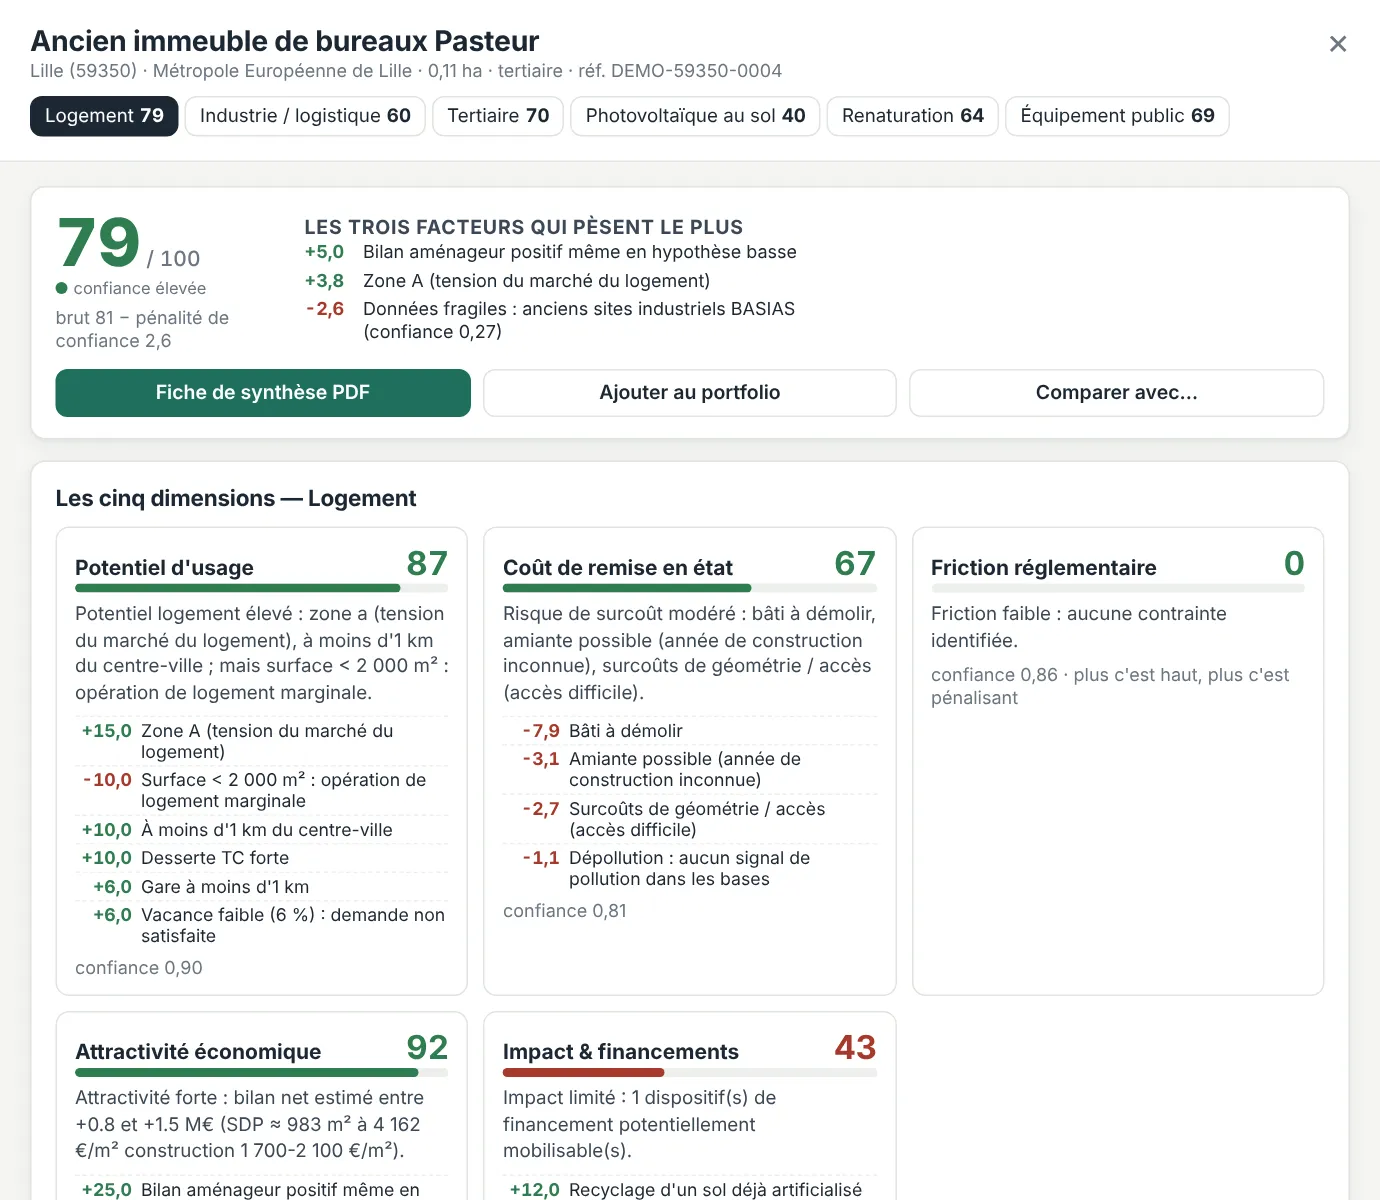 Ancien immeuble de bureaux Pasteur
×
Lille (59350) · Métropole Européenne de Lille · 0,11 ha · tertiaire · réf. DEMO-59350-0004
Logement 79
Industrie / logistique 60
Tertiaire 70
Photovoltaïque au sol 40
Renaturation 64
Équipement public 69
79 / 100
confiance élevée
brut 81 − pénalité de
confiance 2,6
LES TROIS FACTEURS QUI PÈSENT LE PLUS
+5,0 Bilan aménageur positif même en hypothèse basse
+3,8 Zone A (tension du marché du logement)
-2,6 Données fragiles : anciens sites industriels BASIAS
(confiance 0,27)
Fiche de synthèse PDF
Ajouter au portfolio
Comparer avec…
Les cinq dimensions — Logement
Potentiel d'usage 87
Potentiel logement élevé : zone a (tension
du marché du logement), à moins d'1 km
du centre-ville ; mais surface < 2 000 m² :
opération de logement marginale.
+15,0 Zone A (tension du marché du
logement)
-10,0 Surface < 2 000 m² : opération de
logement marginale
+10,0 À moins d'1 km du centre-ville
+10,0 Desserte TC forte
+6,0 Gare à moins d'1 km
+6,0 Vacance faible (6 %) : demande non
satisfaite
confiance 0,90
Coût de remise en état 67
Risque de surcoût modéré : bâti à démolir,
amiante possible (année de construction
inconnue), surcoûts de géométrie / accès
(accès difficile).
-7,9 Bâti à démolir
-3,1 Amiante possible (année de
construction inconnue)
-2,7 Surcoûts de géométrie / accès
(accès difficile)
-1,1 Dépollution : aucun signal de
pollution dans les bases
confiance 0,81
Friction réglementaire 0
Friction faible : aucune contrainte
identifiée.
confiance 0,86 · plus c'est haut, plus c'est
pénalisant
Attractivité économique 92
Attractivité forte : bilan net estimé entre
+0.8 et +1.5 M€ (SDP ≈ 983 m² à 4 162
€/m² construction 1 700-2 100 €/m²).
+25,0 Bilan aménageur positif même en
Impact & financements 43
Impact limité : 1 dispositif(s) de
financement potentiellement
mobilisable(s).
+12,0 Recyclage d'un sol déjà artificialisé